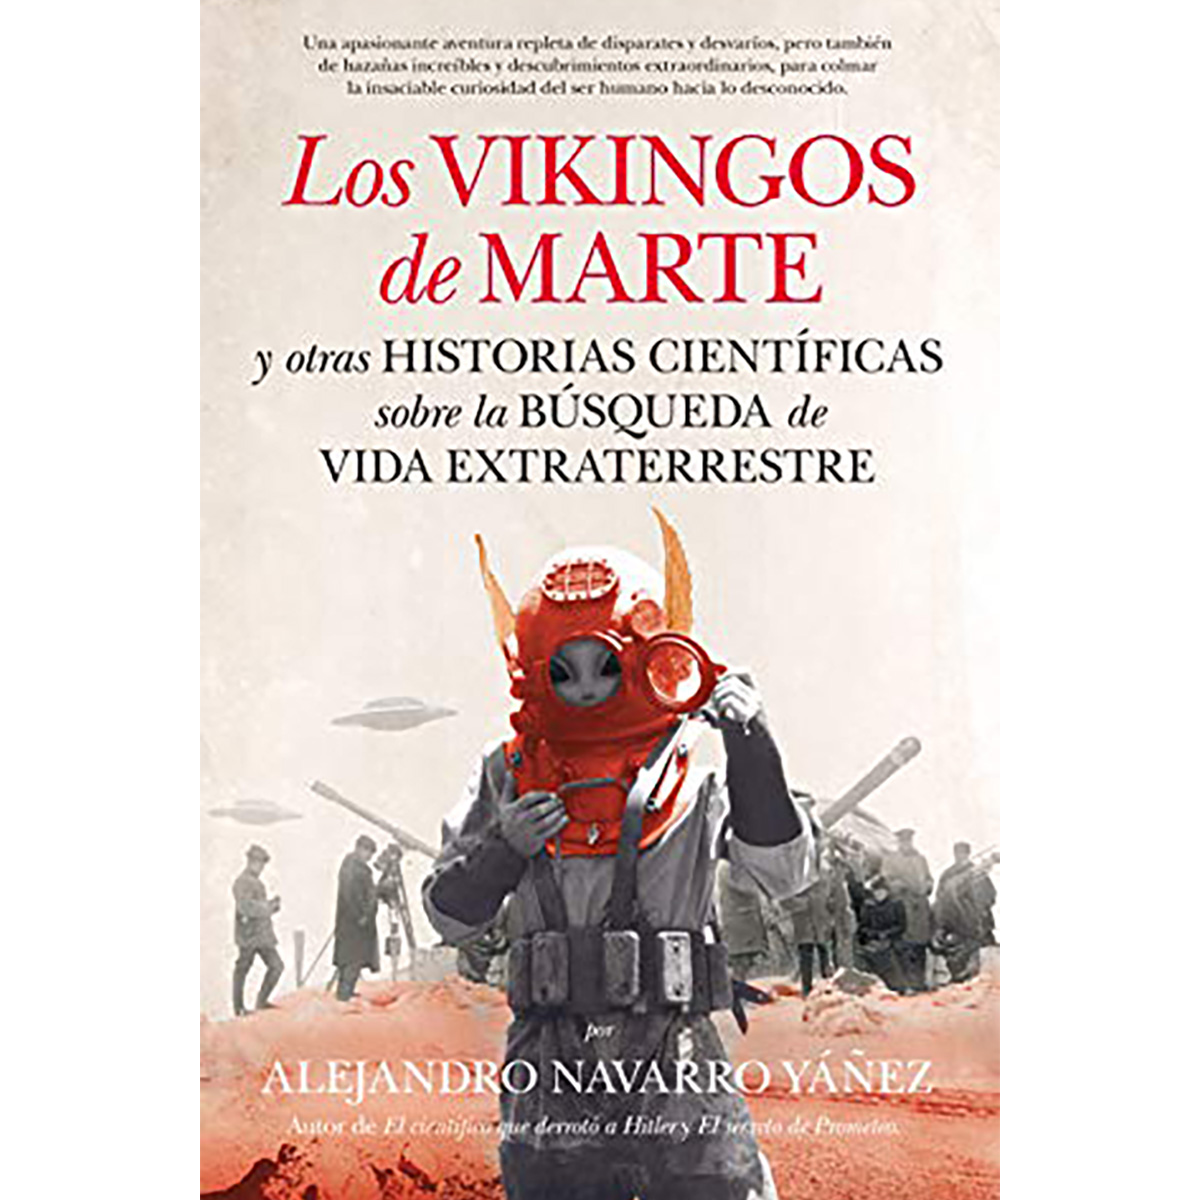 Una apasionante aventura repleta de disparates y desvaríos, pero también
de hazañas increíbles y descubrimientos extraordinarios, para colmar
la insaciable curiosidad del ser humano hacia lo desconocido.
Los VIKINGOS
de MARTE
y otras HISTORIAS CIENTÍFICAS
sobre la BÚSQUEDA de
VIDA EXTRATERRESTRE
por
ALEJANDRO NAVARRO YÁÑEZ
Autor de El científico que derrotó a Hitler y El secreto de Prometeo.